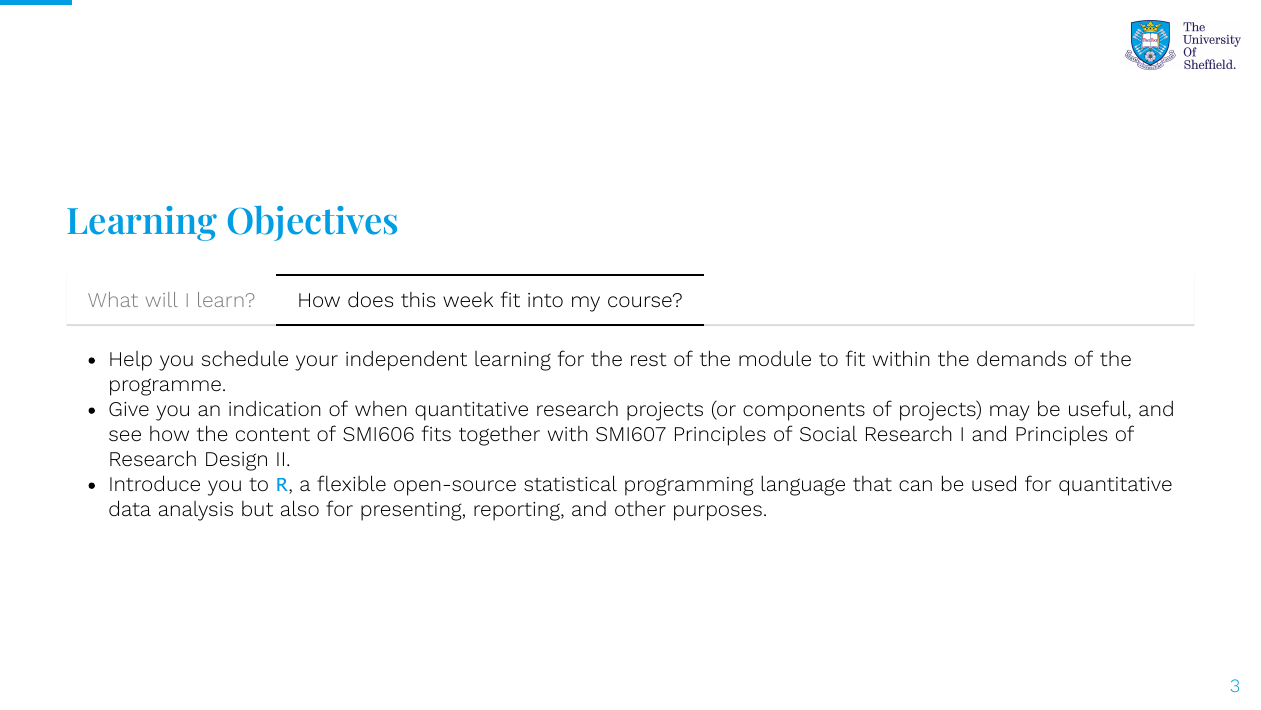 The
University
Of
Sheffield.
Learning Objectives
What will I learn? How does this week fit into my course?
• Help you schedule your independent learning for the rest of the module to fit within the demands of the
programme.
• Give you an indication of when quantitative research projects (or components of projects) may be useful, and
see how the content of SMI606 fits together with SMI607 Principles of Social Research I and Principles of
Research Design II.
• Introduce you to R, a flexible open-source statistical programming language that can be used for quantitative
data analysis but also for presenting, reporting, and other purposes.
3